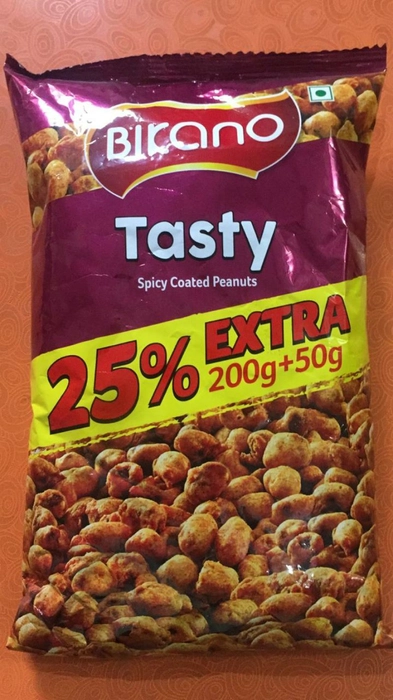 Bikano
Tasty
Spicy Coated Peanuts
25% EXTRA
200g+50g